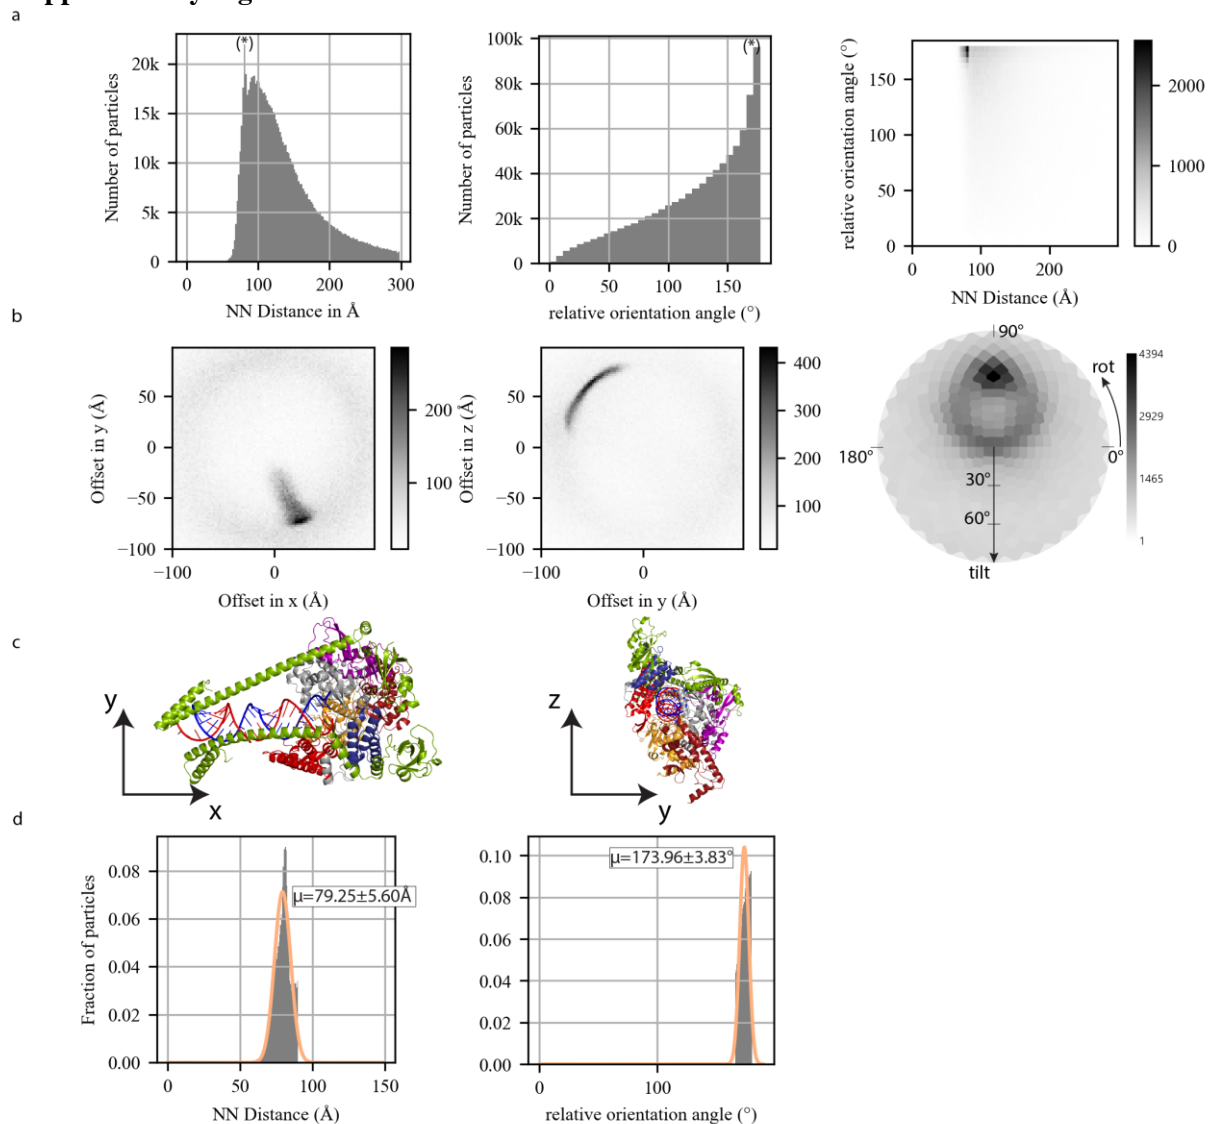 a
(*)
20k
15k
10k
5k
0
Number of particles
0 100 200 300
NN Distance in Å
100k
80k
60k
40k
20k
0
(*)
Number of particles
0 50 100 150
relative orientation angle (°)
150
100
50
0
relative orientation angle (°)
0 100 200
NN Distance (Å)
2000
1000
0
b
50
0
−50
−100
Offset in y (Å)
−100 0
Offset in x (Å)
200
100
50
0
−50
−100
Offset in z (Å)
−100 0
Offset in y (Å)
400
300
200
100
90°
rot
180°
0°
30°
60°
tilt
4394
2929
1465
1
c
y
x
z
y
d
0.08
0.06
0.04
0.02
0.00
Fraction of particles
μ=79.25±5.60Å
0 50 100 150
NN Distance (Å)
0.10
0.08
0.06
0.04
0.02
0.00
μ=173.96±3.83°
0 100
relative orientation angle (°)